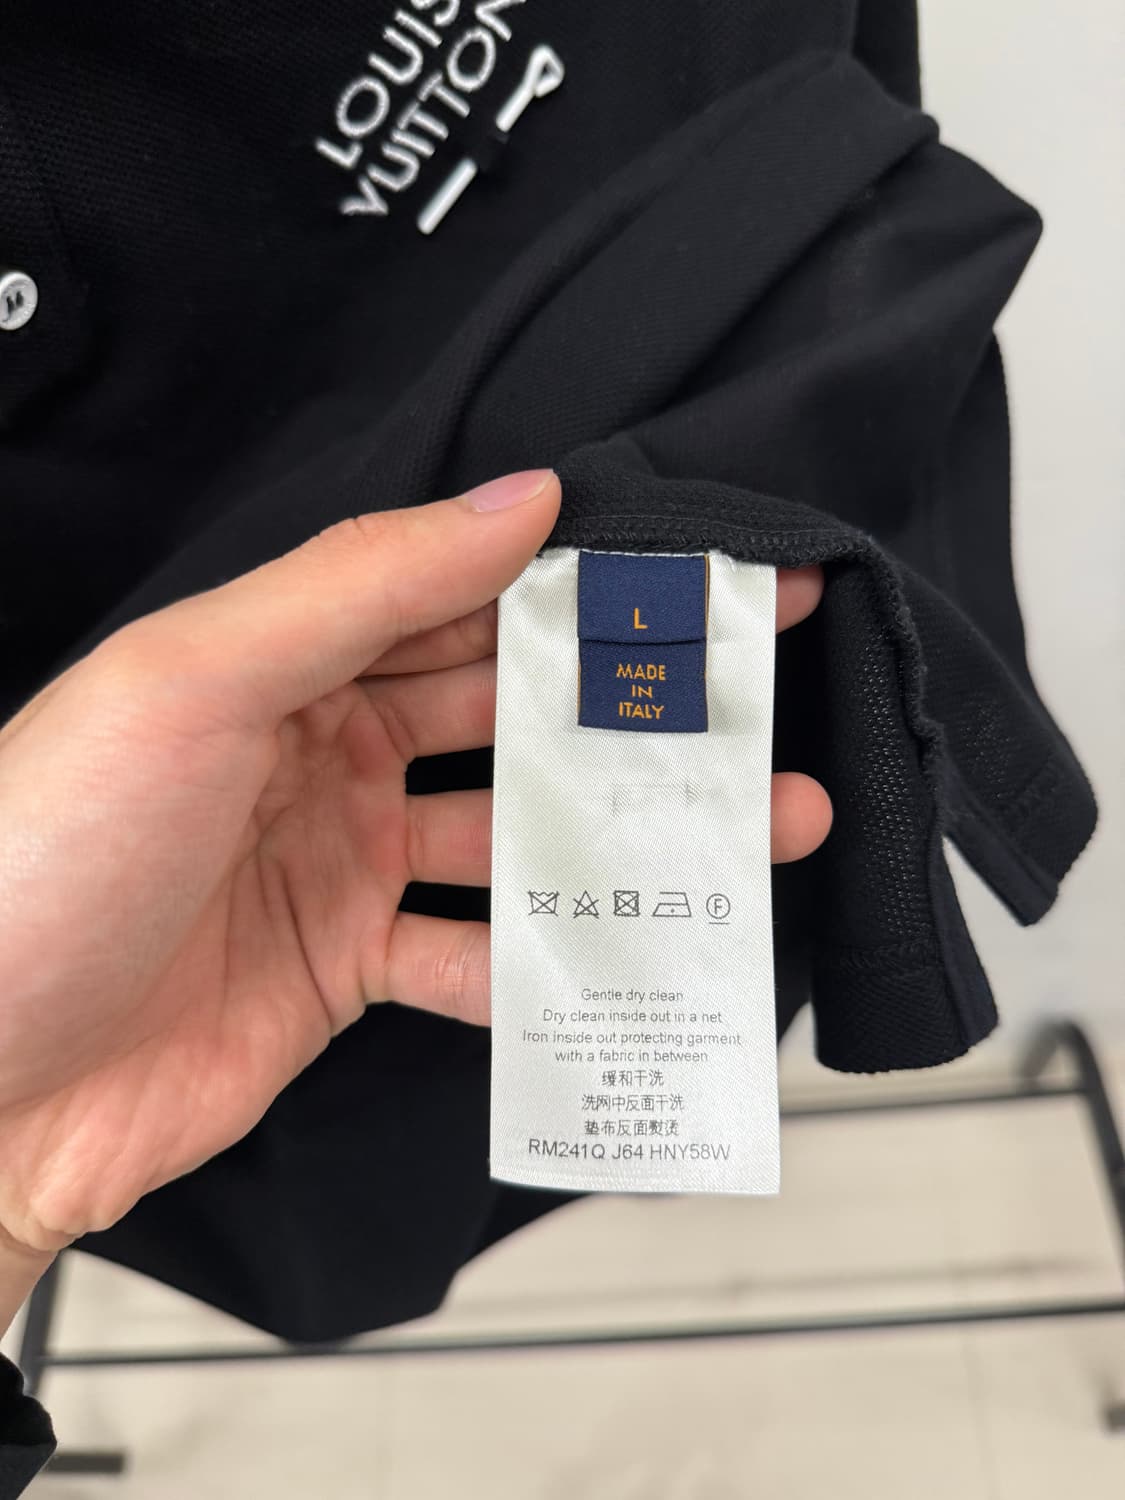 LOUIS
VUITTON
L
MADE
IN
ITALY
F
Gentle dry clean
Dry clean inside out in a net
Iron inside out protecting garment
with a fabric in between
缓和干洗
洗网中反面干洗
垫布反面熨烫
RM241Q J64 HNY58W